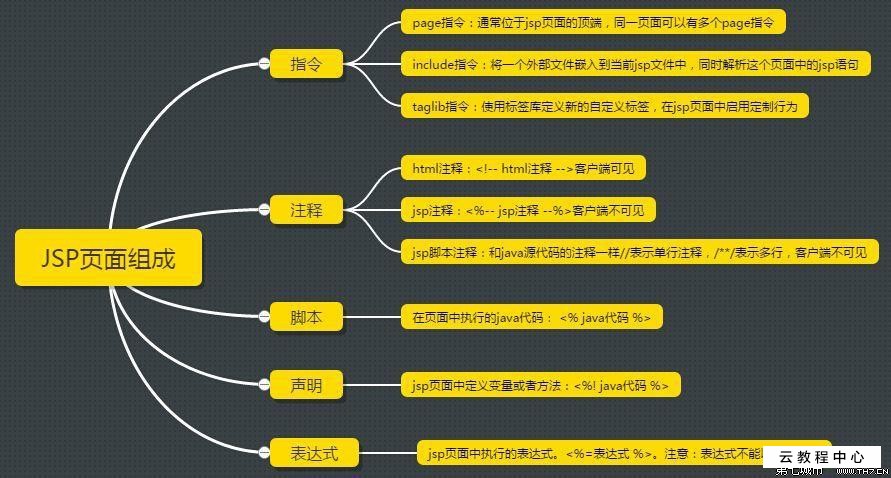 JSP页面组成
指令
page指令：通常位于jsp页面的顶端，同一页面可以有多个page指令
include指令：将一个外部文件嵌入到当前jsp文件中，同时解析这个页面中的jsp语句
taglib指令：使用标签库定义新的自定义标签，在jsp页面中启用定制行为
注释
html注释：<!-- html注释 -->客户端可见
jsp注释：<%-- jsp注释 --%>客户端不可见
jsp脚本注释：和java源代码的注释一样//表示单行注释，/**/表示多行，客户端不可见
脚本
在页面中执行的java代码： <% java代码 %>
声明
jsp页面中定义变量或者方法：<%! java代码 %>
表达式
jsp页面中执行的表达式。<%=表达式 %>。注意：表达式不能
云教程中心
第七城市 www.TH7.CN